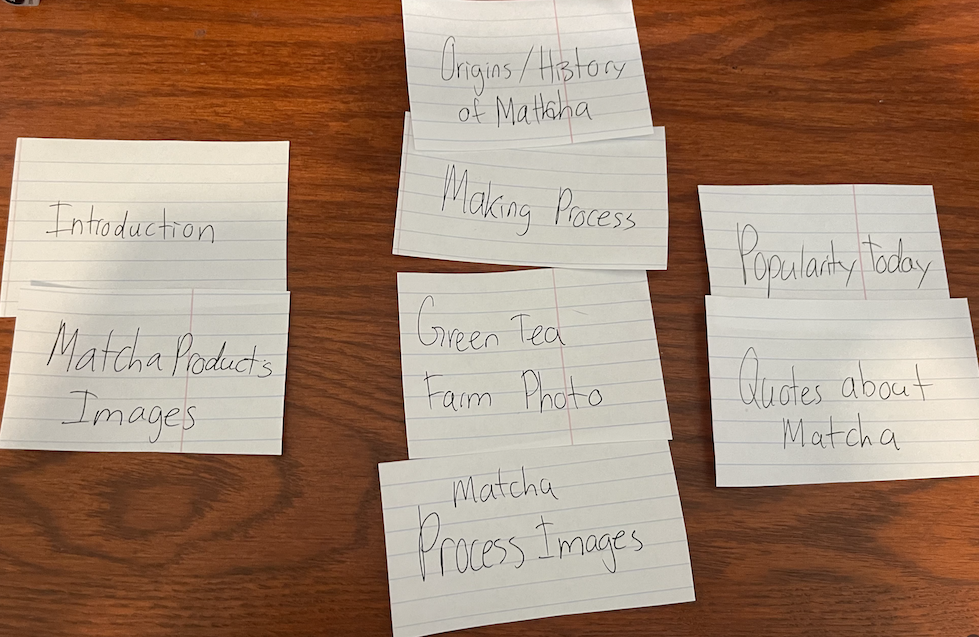 Introduction
Matcha Products
Images
Origins/History
of Matcha
Making Process
Green Tea
Farm Photo
Matcha
Process Images
Popularity Today
Quotes about
Matcha